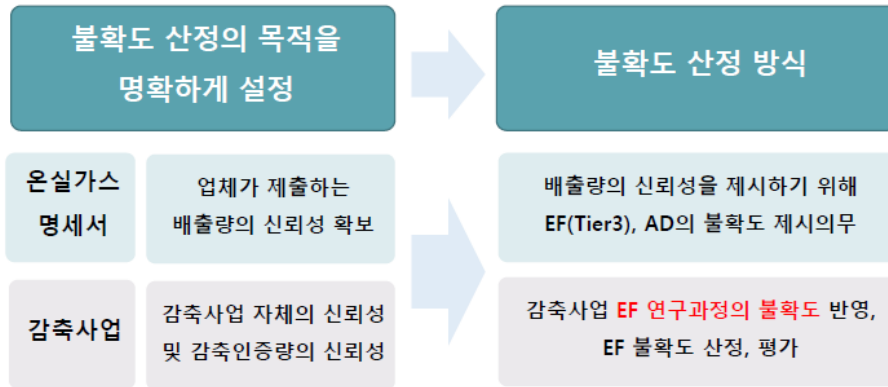 불확도 산정의 목적을
명확하게 설정
불확도 산정 방식
온실가스
명세서
업체가 제출하는
배출량의 신뢰성 확보
배출량의 신뢰성을 제시하기 위해
EF(Tier3), AD의 불확도 제시의무
감축사업
감축사업 자체의 신뢰성
및 감축인증량의 신뢰성
감축사업 EF 연구과정의 불확도 반영,
EF 불확도 산정, 평가